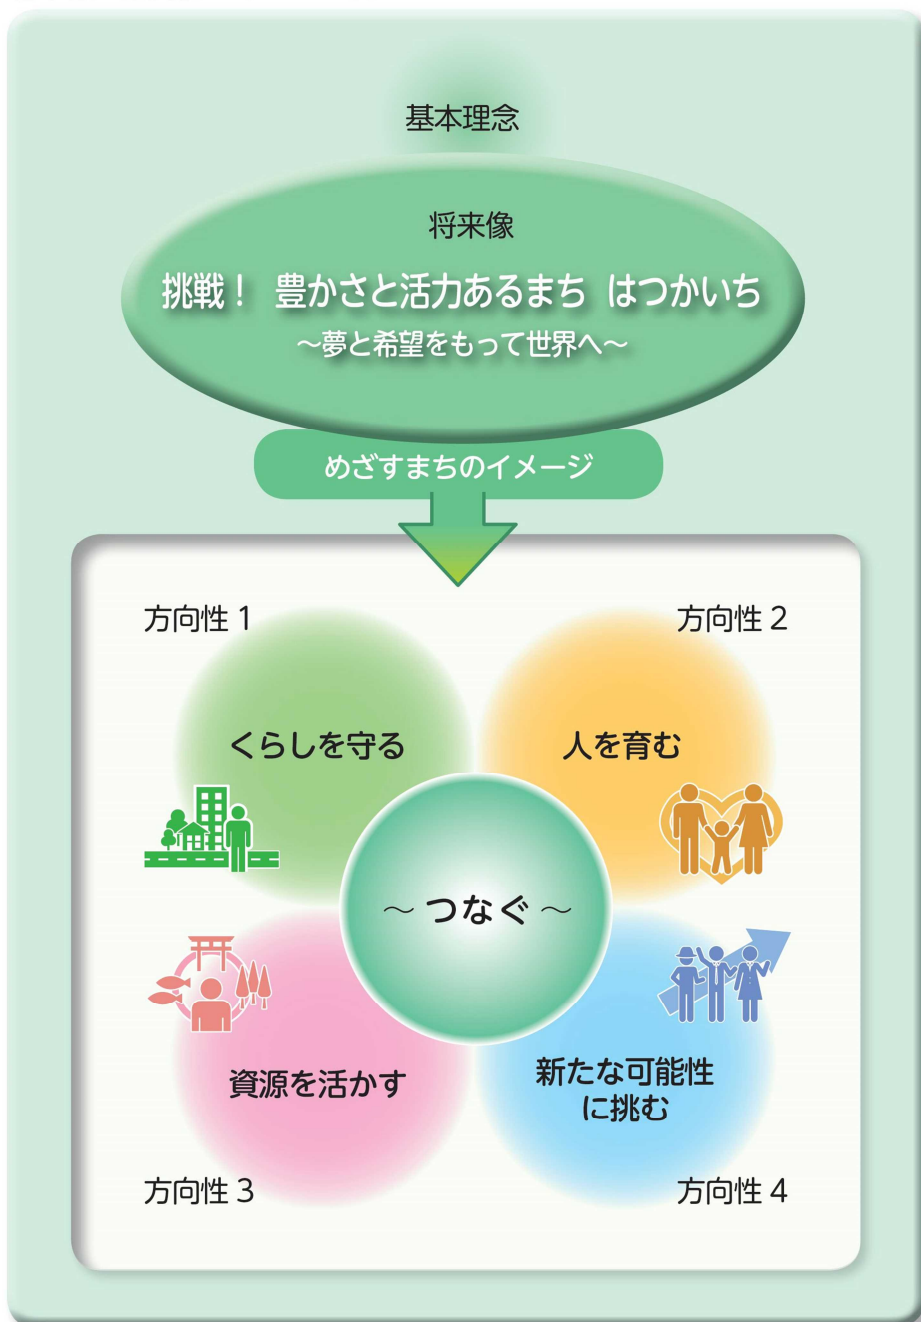 基本理念
将来像
挑戦！ 豊かさと活力あるまち はつかいち
～夢と希望をもって世界へ～
めざすまちのイメージ
方向性 1
方向性 2
くらしを守る
人を育む
～ つなぐ ～
資源を活かす
新たな可能性
に挑む
方向性 3
方向性 4